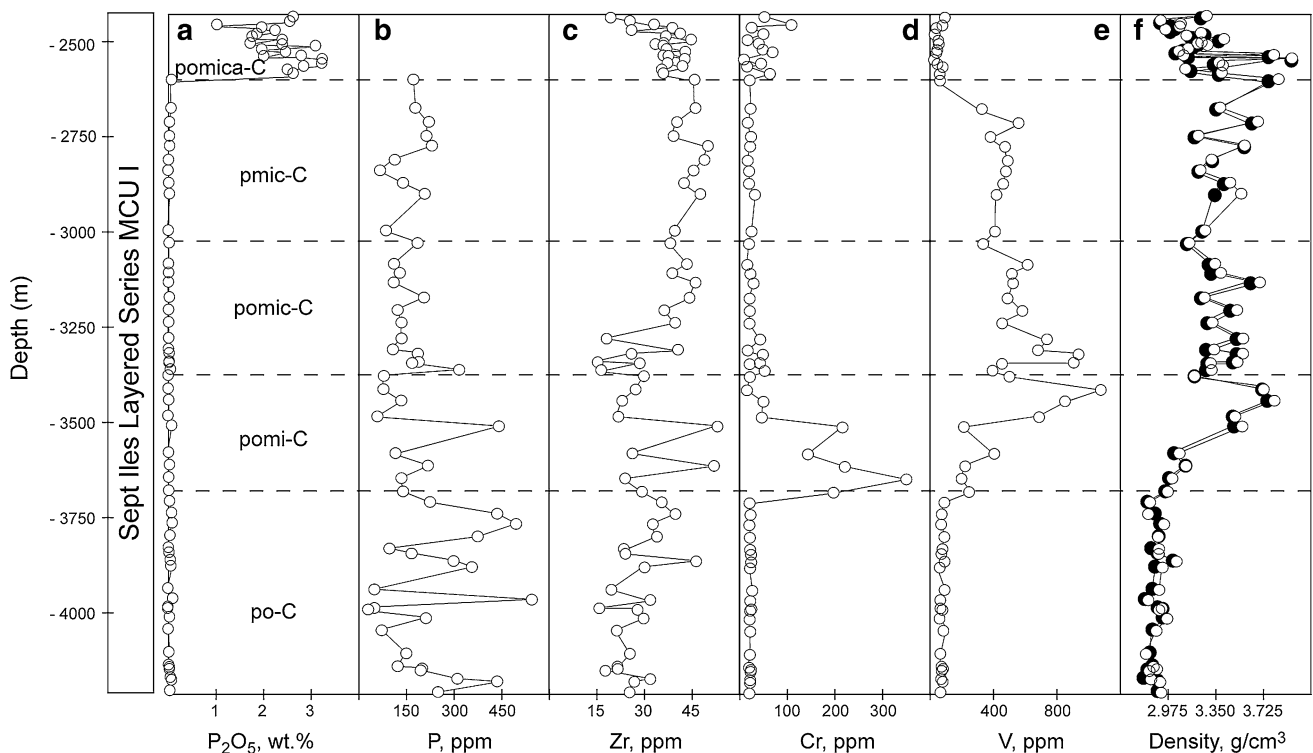 a b c d e f
- 2500
pomica-C
- 2750
pmic-C
- 3000
pomic-C
- 3250
Depth (m)
Sept Iles Layered Series MCU I
pomi-C
- 3500
- 3750
po-C
- 4000
1 2 3 150 300 450 15 30 45 100 200 300 400 800 2.975 3.350 3.725
P2O5, wt.% P, ppm Zr, ppm Cr, ppm V, ppm Density, g/cm3